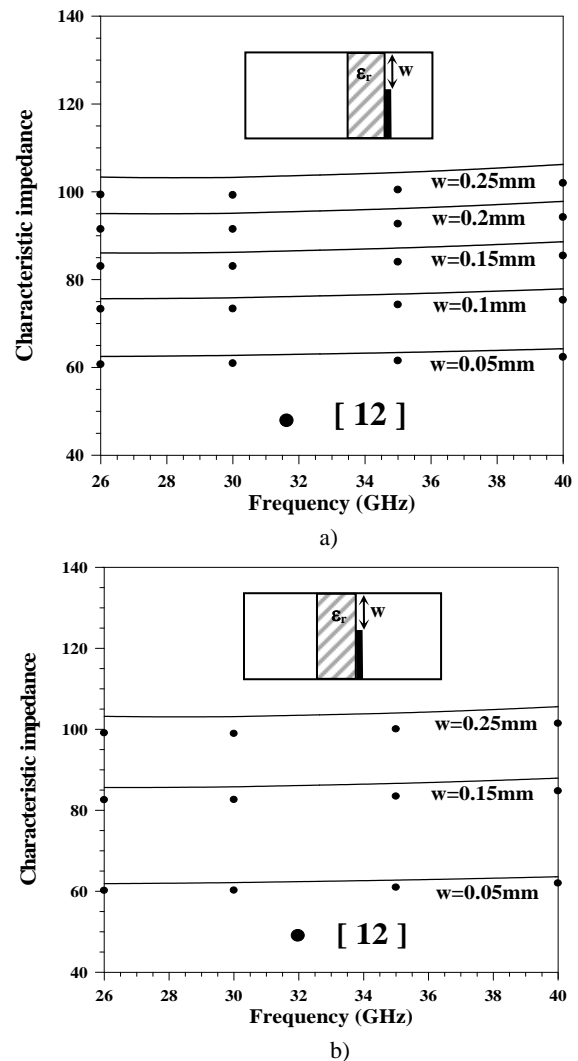 140
120
100
80
60
40
Characteristic impedance
εr
w
w=0.25mm
w=0.2mm
w=0.15mm
w=0.1mm
w=0.05mm
[ 12 ]
26 28 30 32 34 36 38 40
Frequency (GHz)
a)
140
120
100
80
60
40
Characteristic impedance
εr
w
w=0.25mm
w=0.15mm
w=0.05mm
[ 12 ]
26 28 30 32 34 36 38 40
Frequency (GHz)
b)